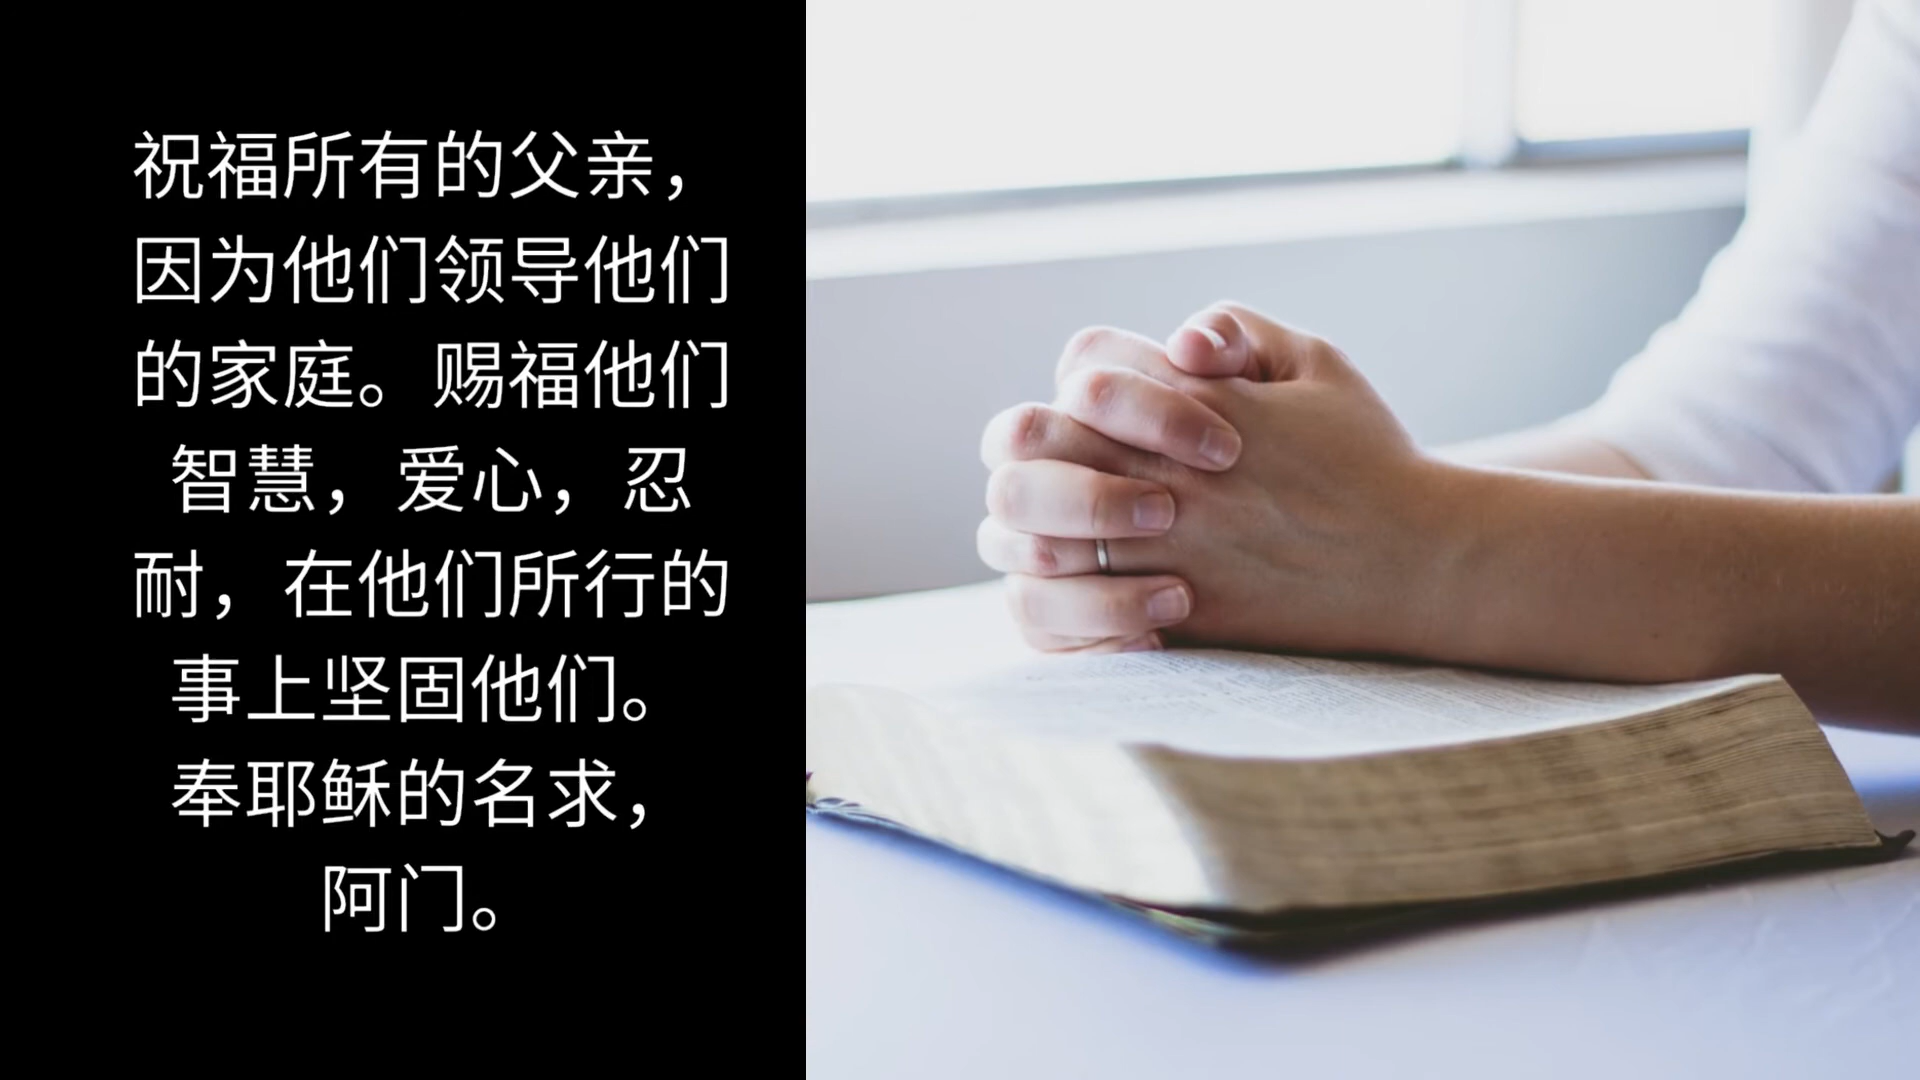 祝福所有的父亲，
因为他们领导他们
的家庭。赐福他们
智慧，爱心，忍
耐，在他们所行的
事上坚固他们。
奉耶稣的名求，
阿门。